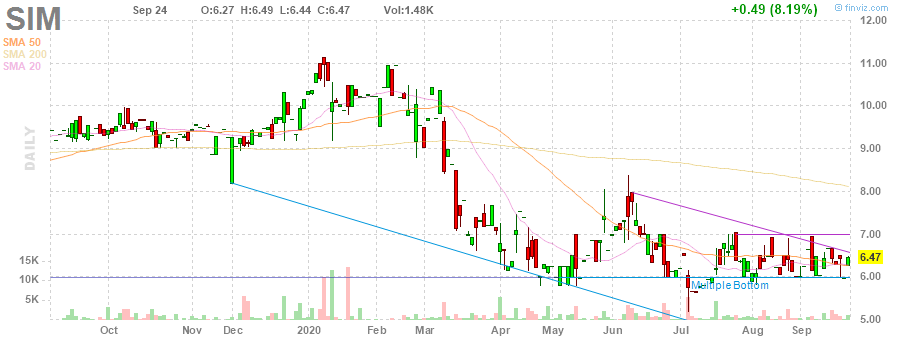 SIM Sep 24 O:6.27 H:6.49 L:6.44 C:6.47 Vol:1.48K +0.49 (8.19%) finviz.com
SMA 50
SMA 200
SMA 20
DAILY
12.00
11.00
10.00
9.00
8.00
7.00
6.47
6.00
5.00
15K
10K
5K
Multiple Bottom
Oct Nov Dec 2020 Feb Mar Apr May Jun Jul Aug Sep